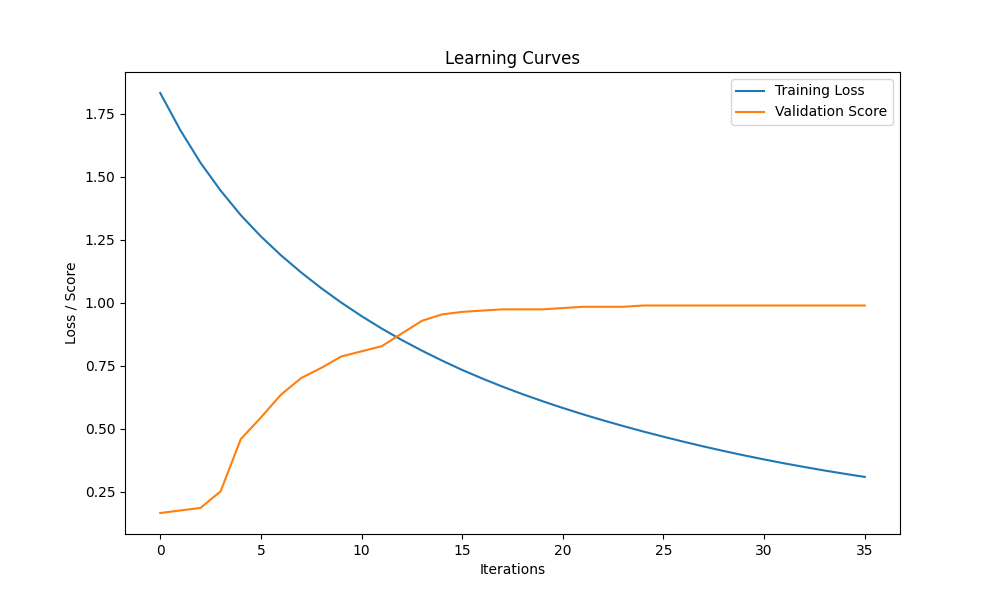 Learning Curves
Training Loss
Validation Score
Loss / Score
1.75
1.50
1.25
1.00
0.75
0.50
0.25
0 5 10 15 20 25 30 35
Iterations